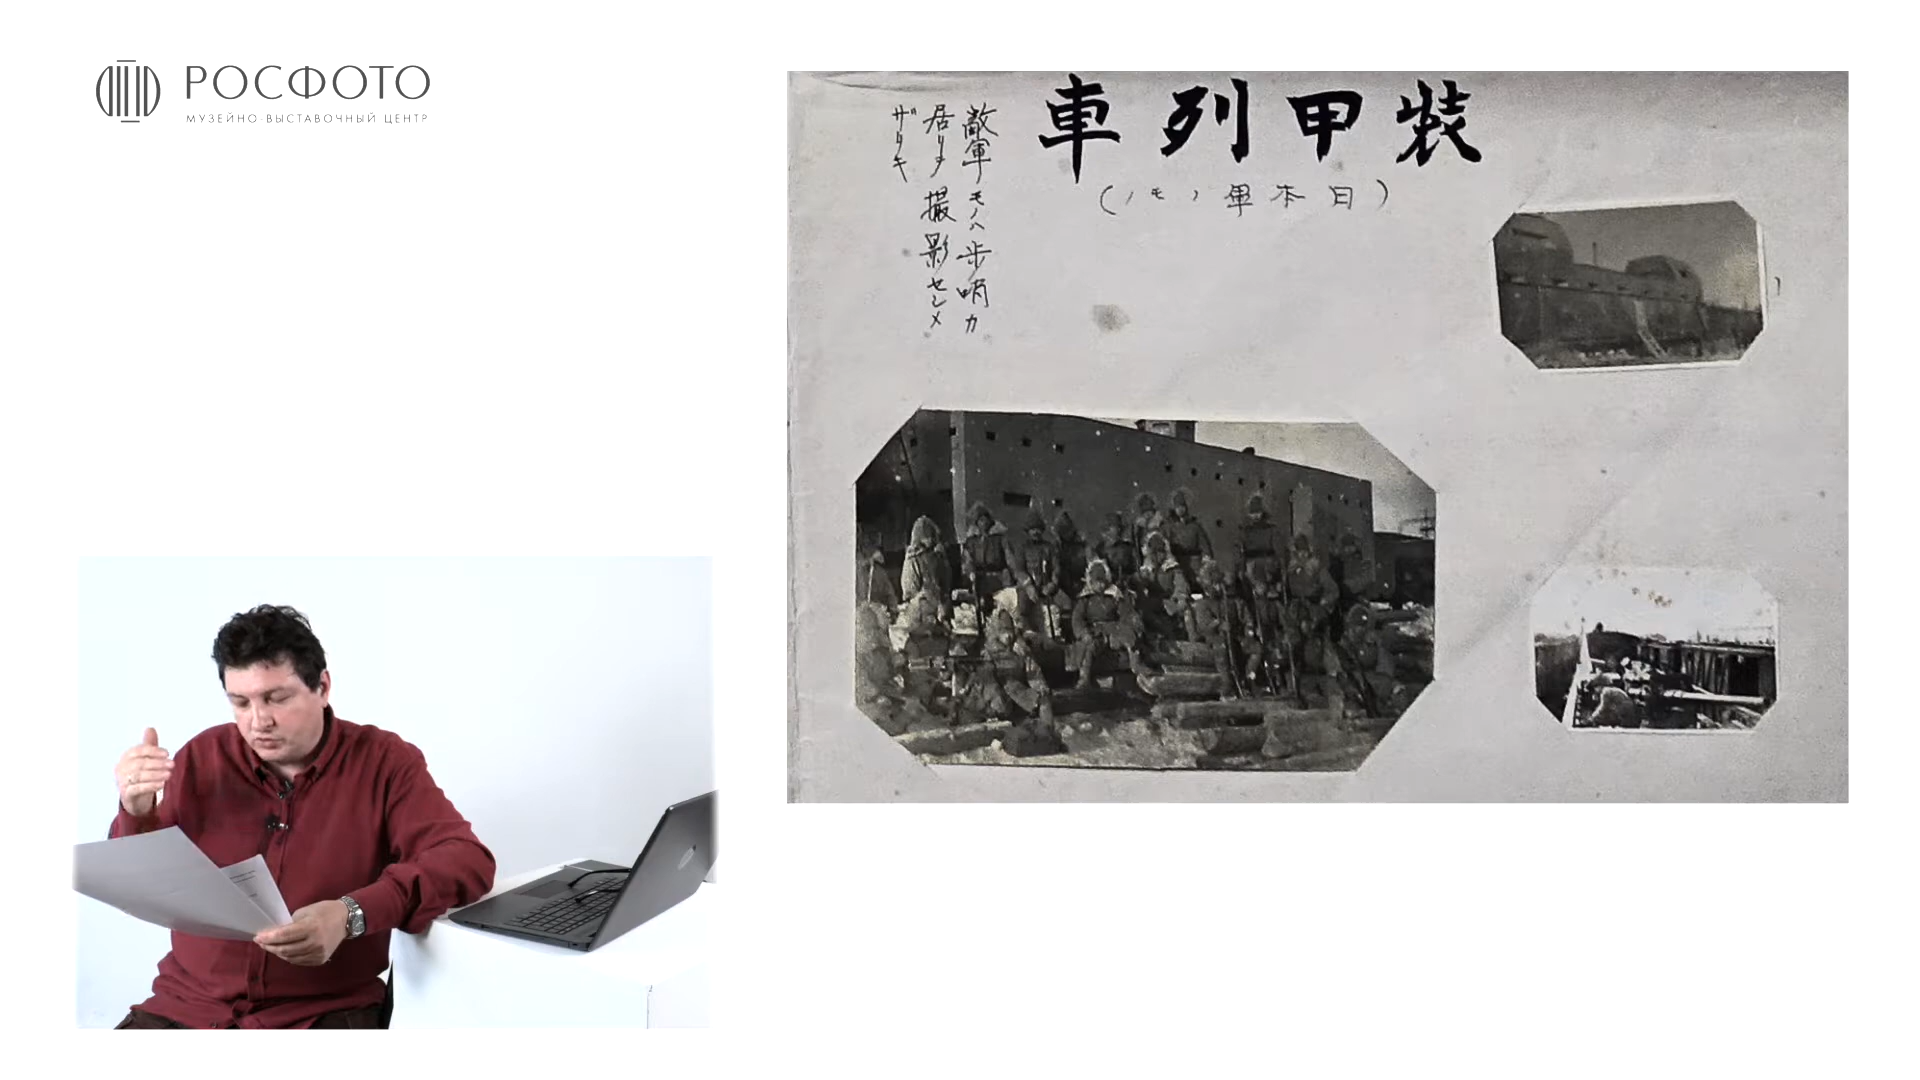 РОСФОТО
МУЗЕЙНО-ВЫСТАВОЧНЫЙ ЦЕНТР
装甲列車
(日本軍ノモノ)
敵軍モノハ歩哨カ
居リテ撮影セシメ
ザリキ